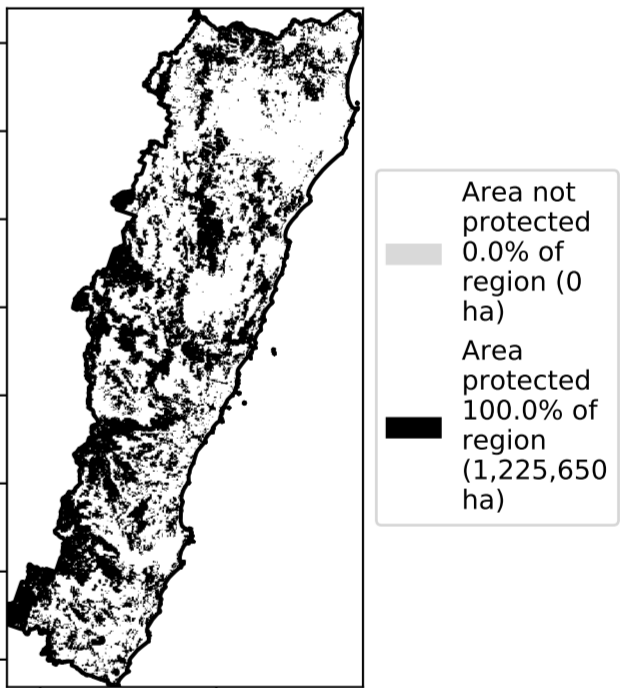 Area not
protected
0.0% of
region (0
ha)
Area
protected
100.0% of
region
(1,225,650
ha)